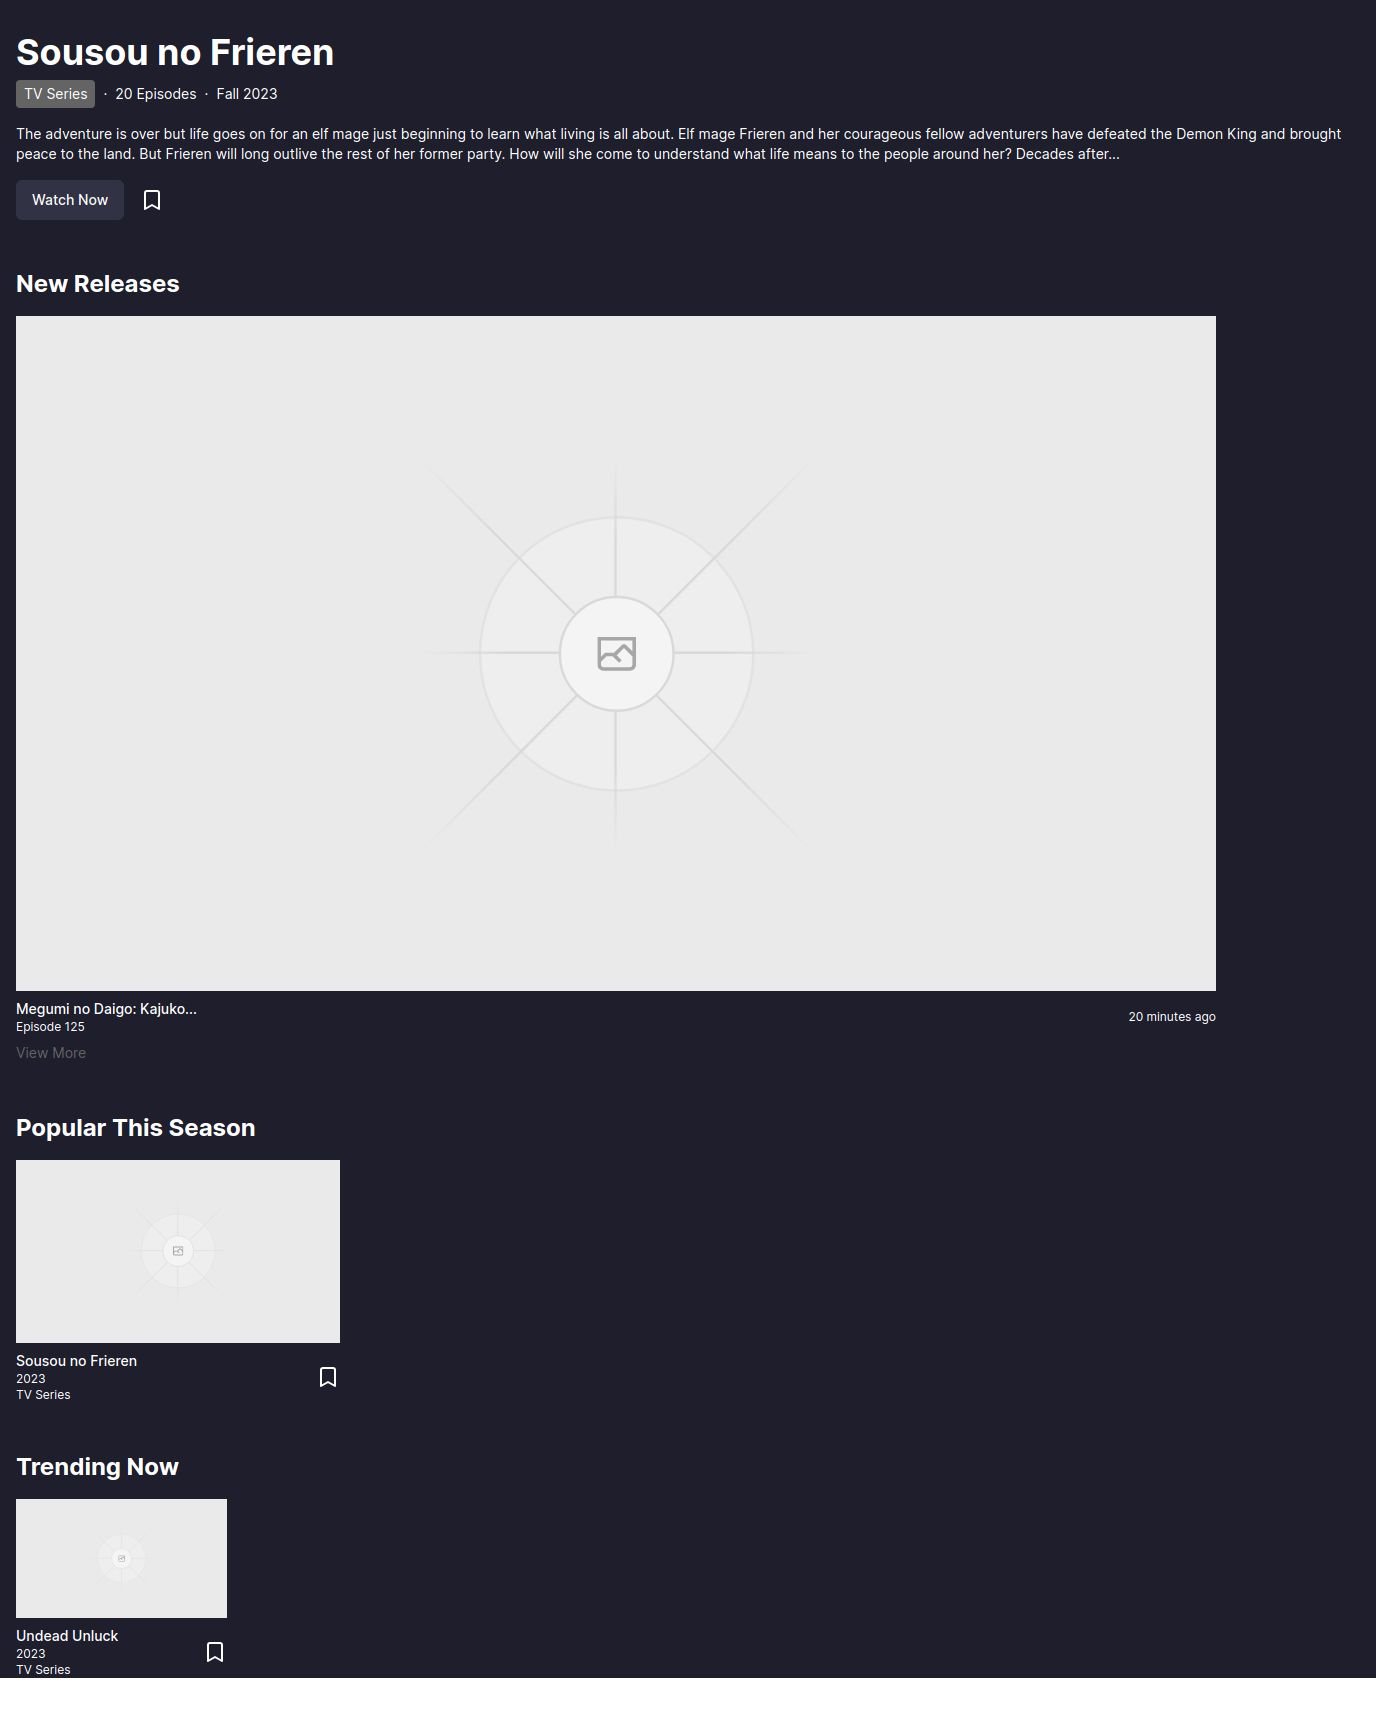 Sousou no Frieren
TV Series · 20 Episodes · Fall 2023
The adventure is over but life goes on for an elf mage just beginning to learn what living is all about. Elf mage Frieren and her courageous fellow adventurers have defeated the Demon King and brought
peace to the land. But Frieren will long outlive the rest of her former party. How will she come to understand what life means to the people around her? Decades after...
Watch Now
New Releases
Megumi no Daigo: Kajuko...
Episode 125
20 minutes ago
View More
Popular This Season
Sousou no Frieren
2023
TV Series
Trending Now
Undead Unluck
2023
TV Series